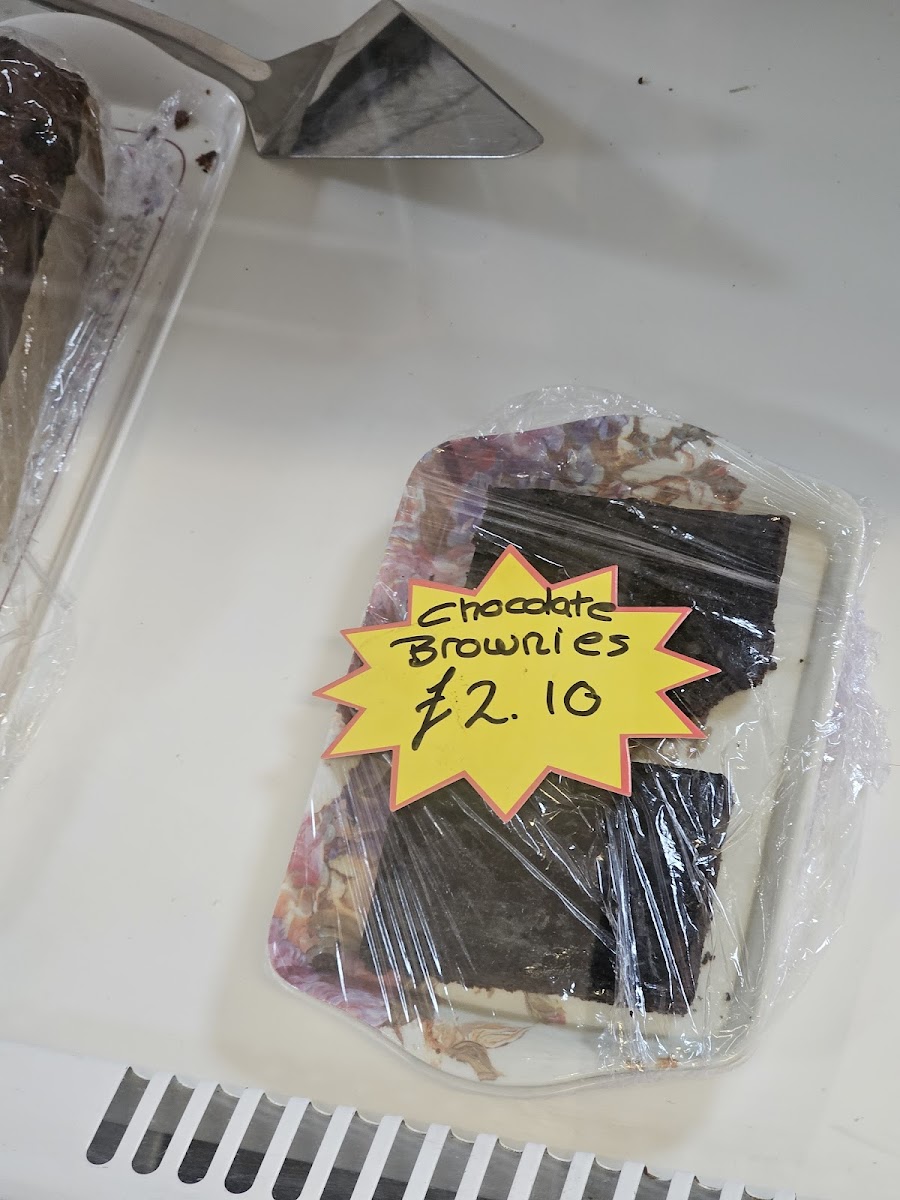 Chocolate
Brownies
£2.10